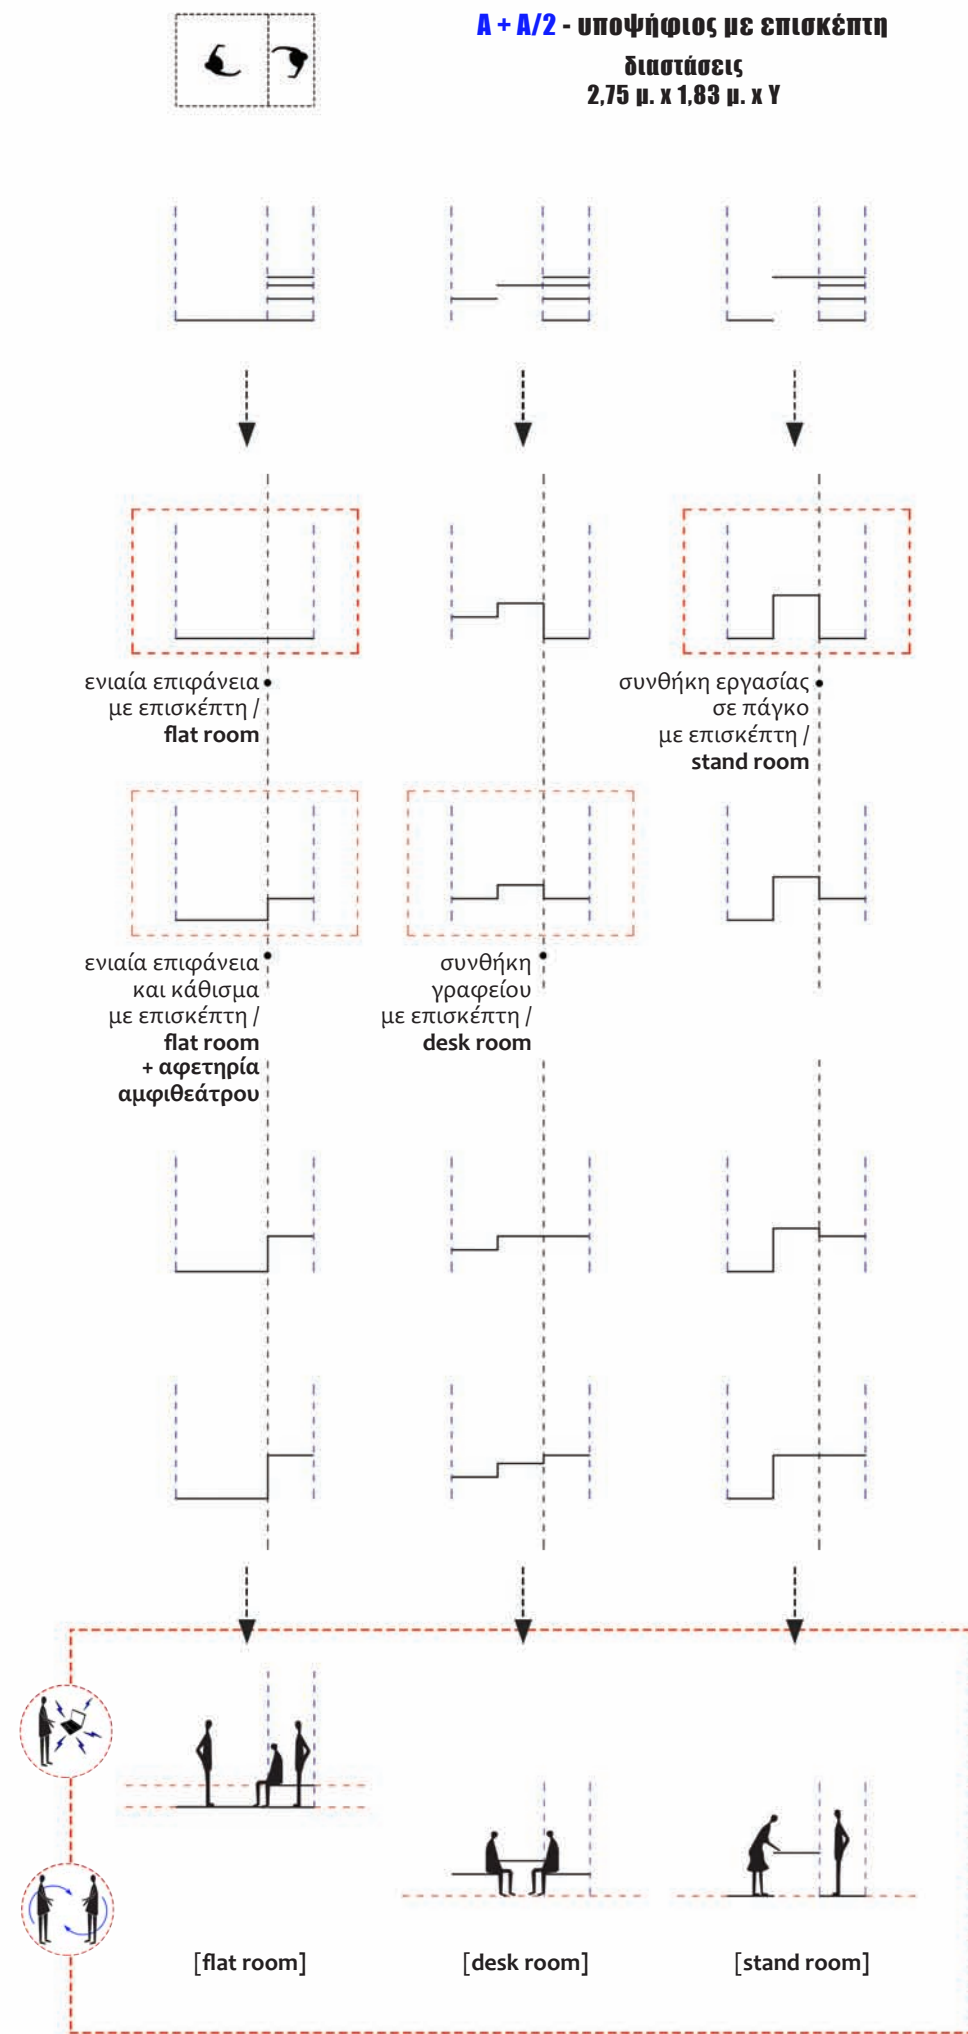 A + A/2 - υποψήφιος με επισκέπτη
διαστάσεις
2,75 μ. x 1,83 μ. x Υ
ενιαία επιφάνεια
με επισκέπτη /
flat room
συνθήκη εργασίας
σε πάγκο
με επισκέπτη /
stand room
ενιαία επιφάνεια
και κάθισμα
με επισκέπτη /
flat room
+ αφετηρία
αμφιθεάτρου
συνθήκη
γραφείου
με επισκέπτη /
desk room
[flat room]
[desk room]
[stand room]